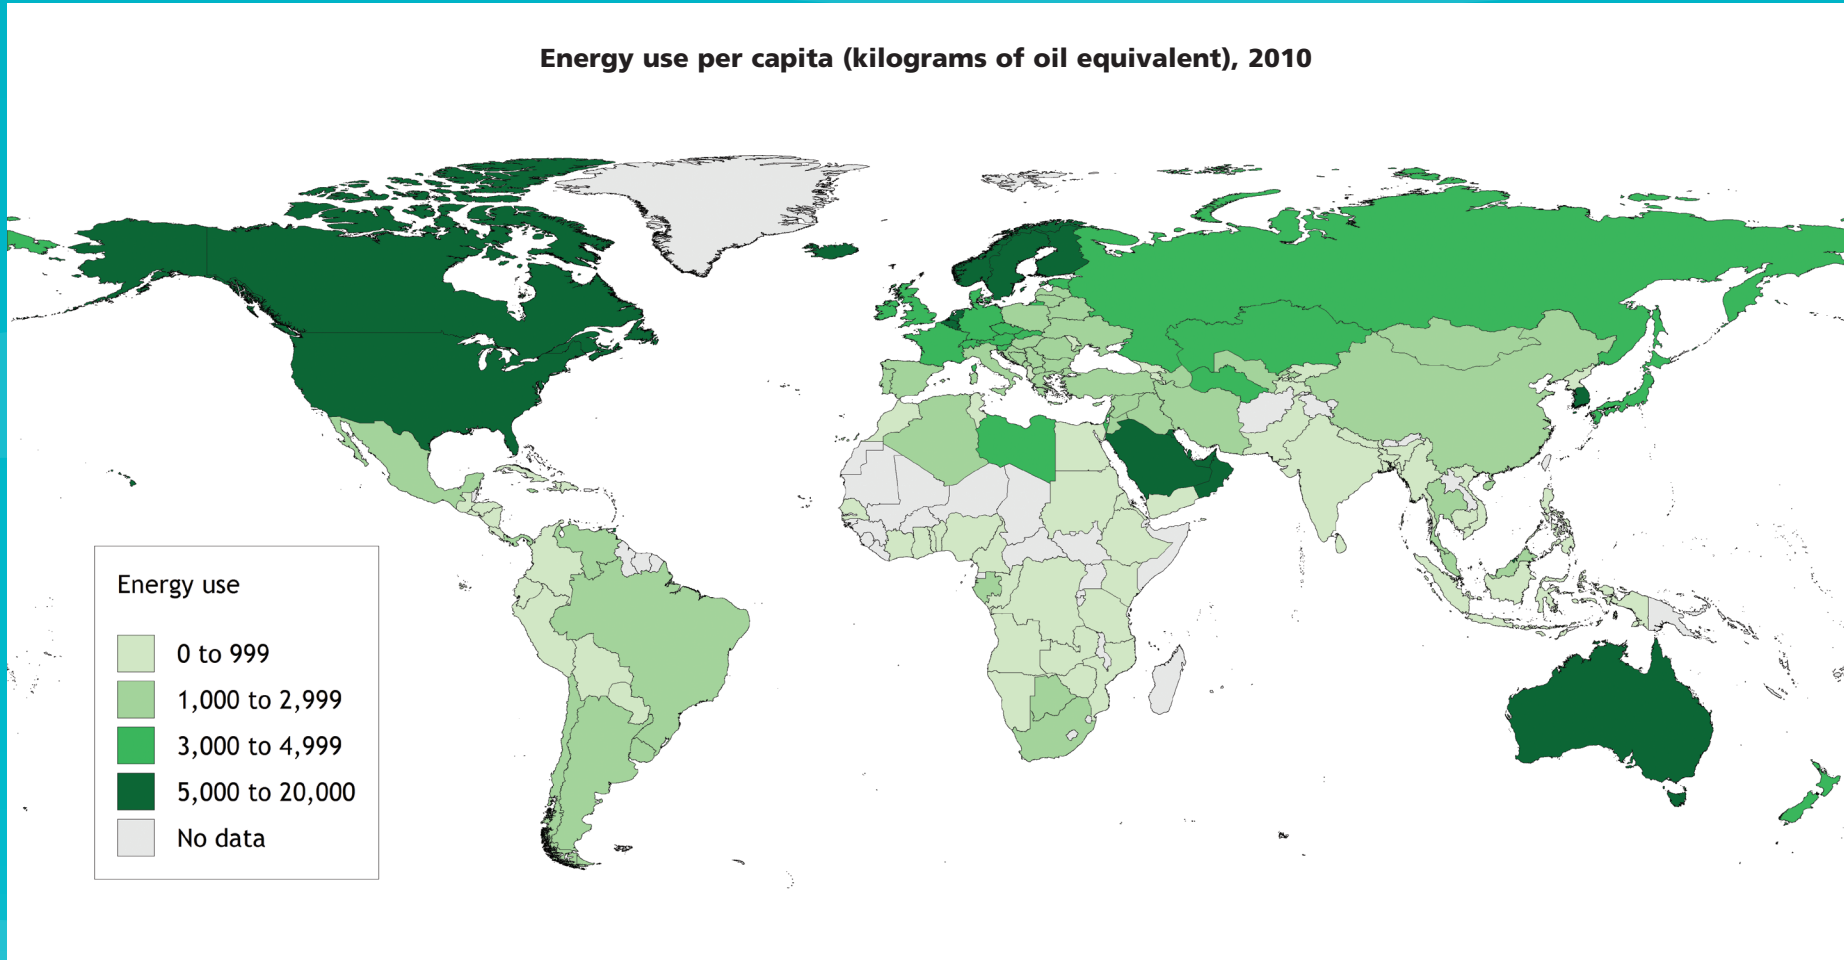 Energy use per capita (kilograms of oil equivalent), 2010
Energy use
0 to 999
1,000 to 2,999
3,000 to 4,999
5,000 to 20,000
No data